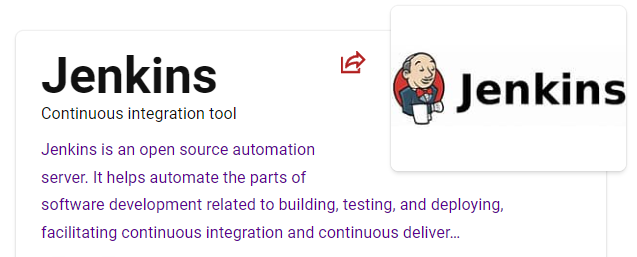 Jenkins
Continuous integration tool
Jenkins is an open source automation
server. It helps automate the parts of
software development related to building, testing, and deploying,
facilitating continuous integration and continuous deliver...
Jenkins